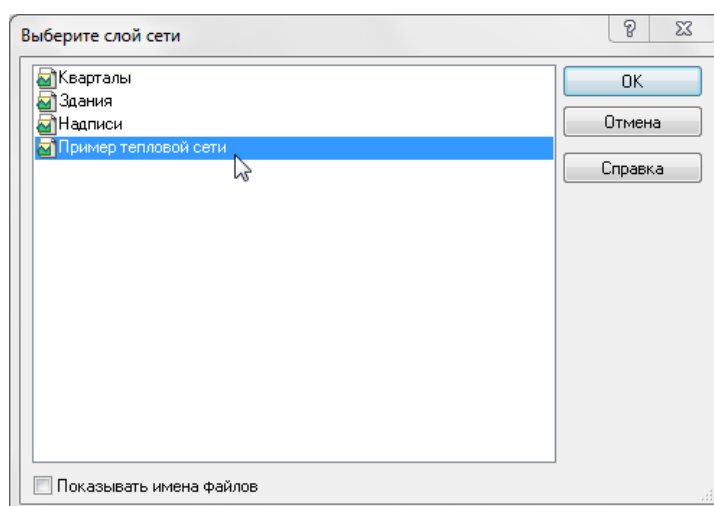 Выберите слой сети
Кварталы
Здания
Надписи
Пример тепловой сети
OK
Отмена
Справка
Показывать имена файлов